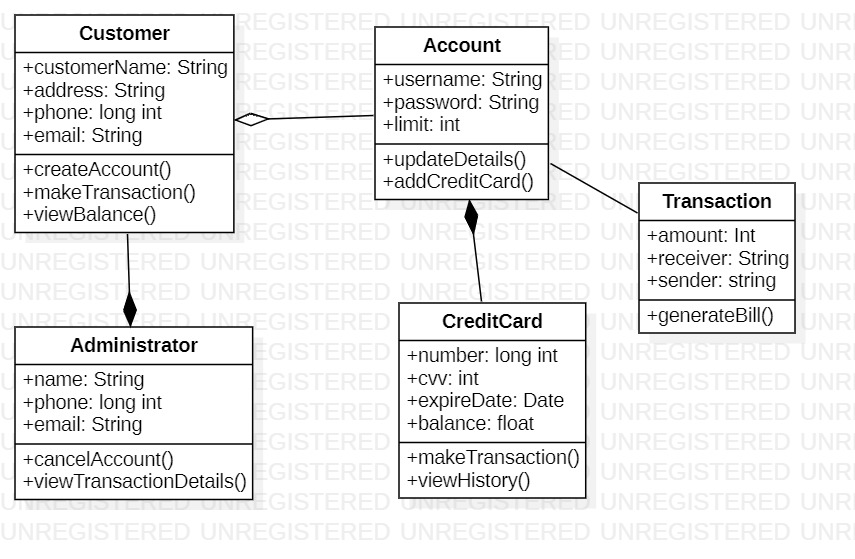 Customer
+customerName: String
+address: String
+phone: long int
+email: String
+createAccount()
+makeTransaction()
+viewBalance()
Account
+username: String
+password: String
+limit: int
+updateDetails()
+addCreditCard()
Transaction
+amount: Int
+receiver: String
+sender: string
+generateBill()
Administrator
+name: String
+phone: long int
+email: String
+cancelAccount()
+viewTransactionDetails()
CreditCard
+number: long int
+cvv: int
+expireDate: Date
+balance: float
+makeTransaction()
+viewHistory()
UNREGISTERED